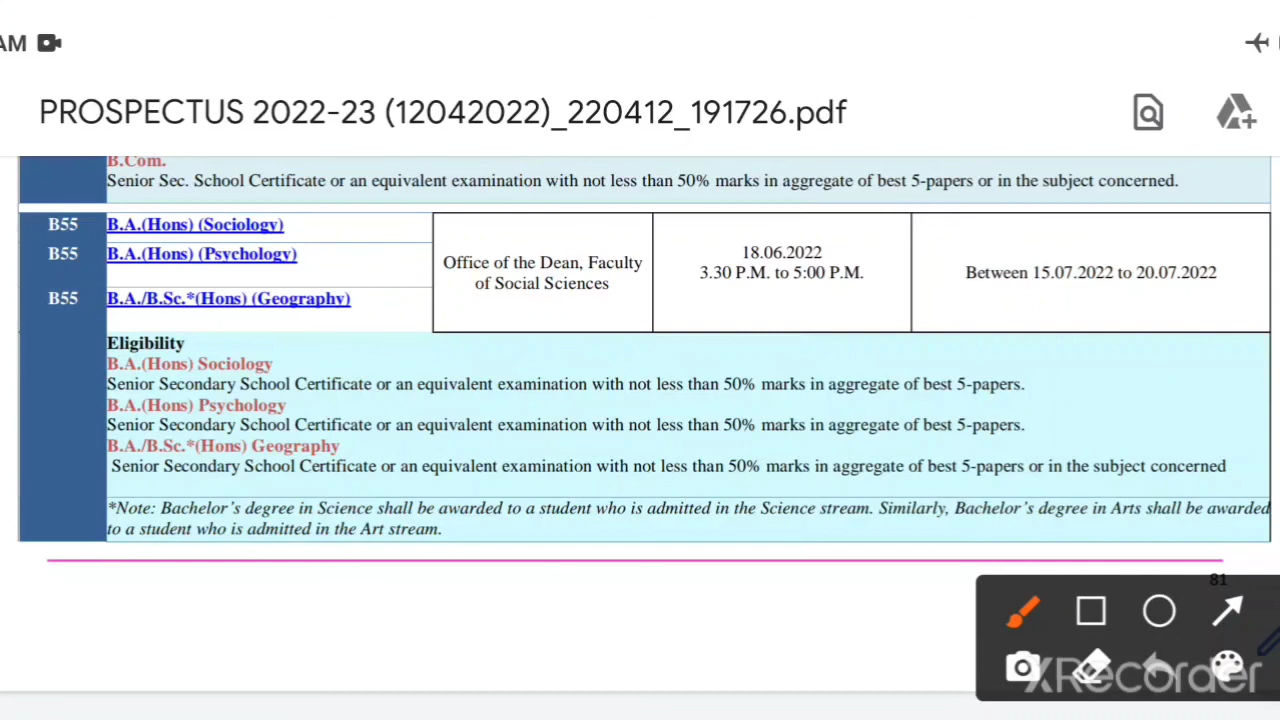 AM
PROSPECTUS 2022-23 (12042022)_220412_191726.pdf
B.Com.
Senior Sec. School Certificate or an equivalent examination with not less than 50% marks in aggregate of best 5-papers or in the subject concerned.
B55 B.A.(Hons) (Sociology)
B55 B.A.(Hons) (Psychology)
B55 B.A./B.Sc.*(Hons) (Geography)
Office of the Dean, Faculty
of Social Sciences
18.06.2022
3.30 P.M. to 5:00 P.M.
Between 15.07.2022 to 20.07.2022
Eligibility
B.A.(Hons) Sociology
Senior Secondary School Certificate or an equivalent examination with not less than 50% marks in aggregate of best 5-papers.
B.A.(Hons) Psychology
Senior Secondary School Certificate or an equivalent examination with not less than 50% marks in aggregate of best 5-papers.
B.A./B.Sc.*(Hons) Geography
Senior Secondary School Certificate or an equivalent examination with not less than 50% marks in aggregate of best 5-papers or in the subject concerned
*Note: Bachelor's degree in Science shall be awarded to a student who is admitted in the Science stream. Similarly, Bachelor's degree in Arts shall be awarded
to a student who is admitted in the Art stream.
81
XRecorder